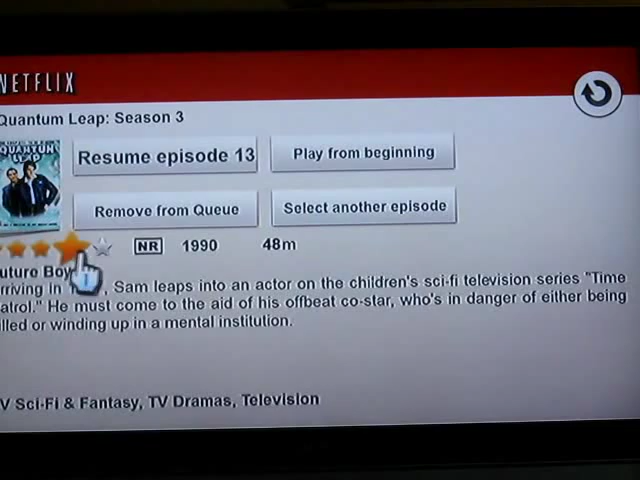 NETFLIX
Quantum Leap: Season 3
QUANTUM
LEAP
Resume episode 13
Play from beginning
Remove from Queue
Select another episode
NR 1990 48m
uture Boy
rriving in , Sam leaps into an actor on the children's sci-fi television series "Time
atrol." He must come to the aid of his offbeat co-star, who's in danger of either being
illed or winding up in a mental institution.
V Sci-Fi & Fantasy, TV Dramas, Television